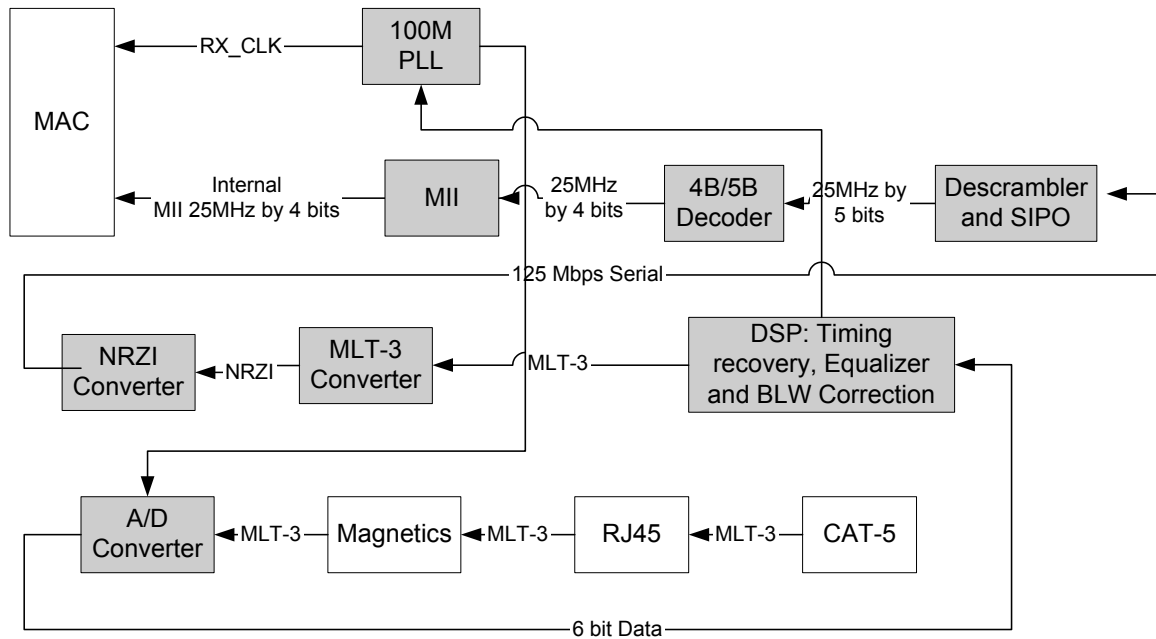 100M
PLL
RX_CLK
MAC
Internal
MII 25MHz by 4 bits
MII
25MHz
by 4 bits
4B/5B
Decoder
25MHz by
5 bits
Descrambler
and SIPO
125 Mbps Serial
NRZI
Converter
NRZI
MLT-3
Converter
MLT-3
DSP: Timing
recovery, Equalizer
and BLW Correction
A/D
Converter
MLT-3
Magnetics
MLT-3
RJ45
MLT-3
CAT-5
6 bit Data